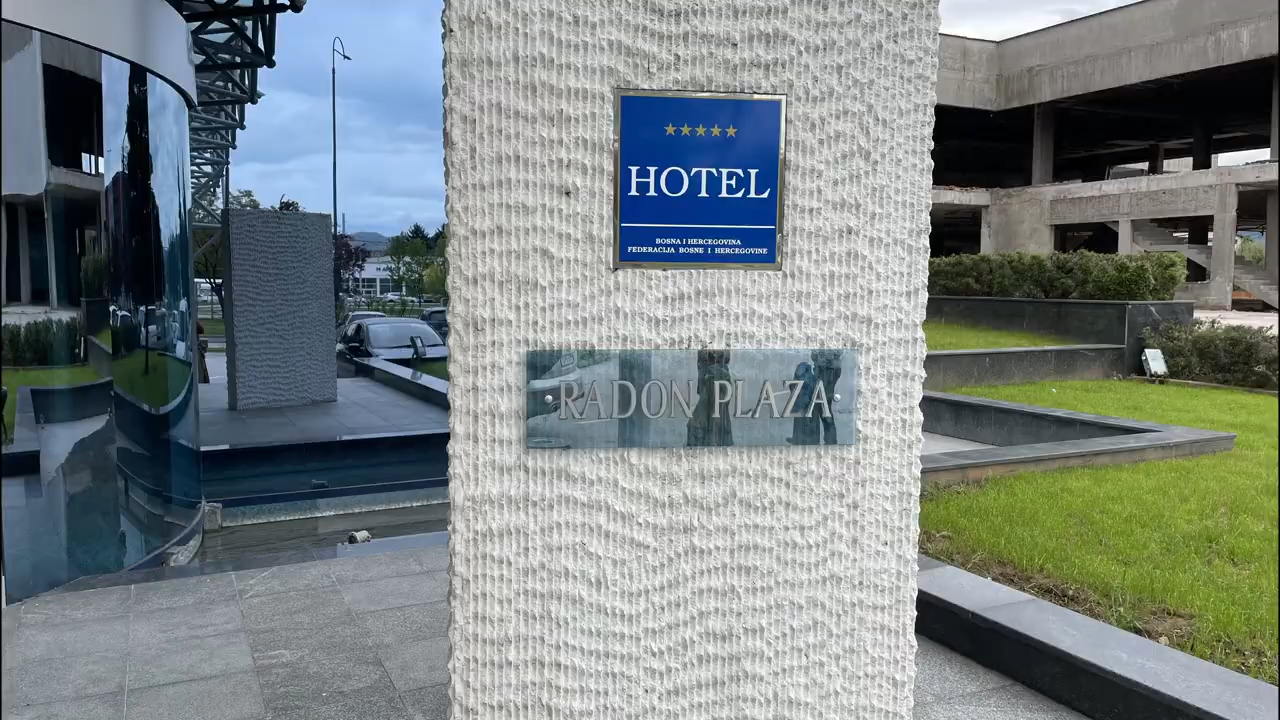 HOTEL
BOSNA I HERCEGOVINA
FEDERACIJA BOSNE I HERCEGOVINE
RADON PLAZA